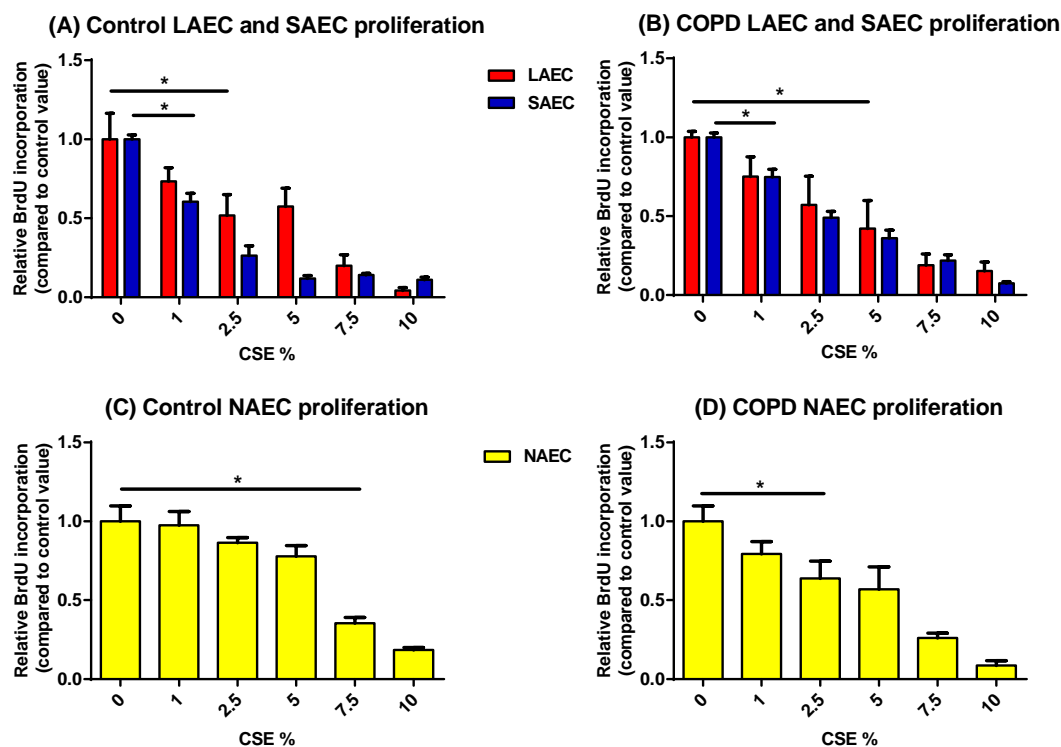 (A) Control LAEC and SAEC proliferation
Relative BrdU incorporation
(compared to control value)
1.5
1.0
0.5
0.0
*
*
0 1 2.5 5 7.5 10
CSE %
LAEC
SAEC
(B) COPD LAEC and SAEC proliferation
Relative BrdU incorporation
(compared to control value)
1.5
1.0
0.5
0.0
*
*
0 1 2.5 5 7.5 10
CSE %
(C) Control NAEC proliferation
Relative BrdU incorporation
(compared to control value)
1.5
1.0
0.5
0.0
*
0 1 2.5 5 7.5 10
CSE %
NAEC
(D) COPD NAEC proliferation
Relative BrdU incorporation
(compared to control value)
1.5
1.0
0.5
0.0
*
0 1 2.5 5 7.5 10
CSE %